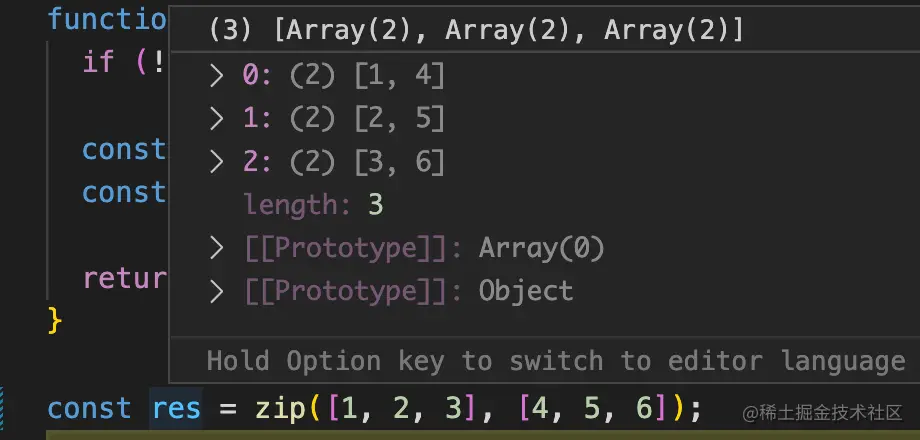 function
(3) [Array(2), Array(2), Array(2)]
if (!
> 0: (2) [1, 4]
> 1: (2) [2, 5]
const
> 2: (2) [3, 6]
const
length: 3
> [[Prototype]]: Array(0)
return
> [[Prototype]]: Object
}
Hold Option key to switch to editor language
const res = zip([1, 2, 3], [4, 5, 6]);
@稀土掘金技术社区